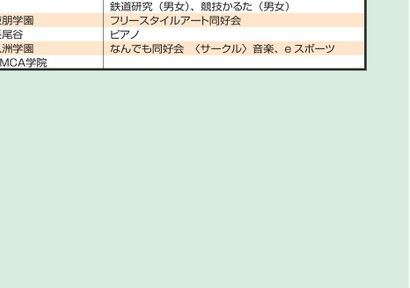 鉄道研究（男女）、競技かるた（男女）
朋学園 フリースタイルアート同好会
尾谷 ピアノ
洲学園 なんでも同好会 〈サークル〉音楽、eスポーツ
MCA学院